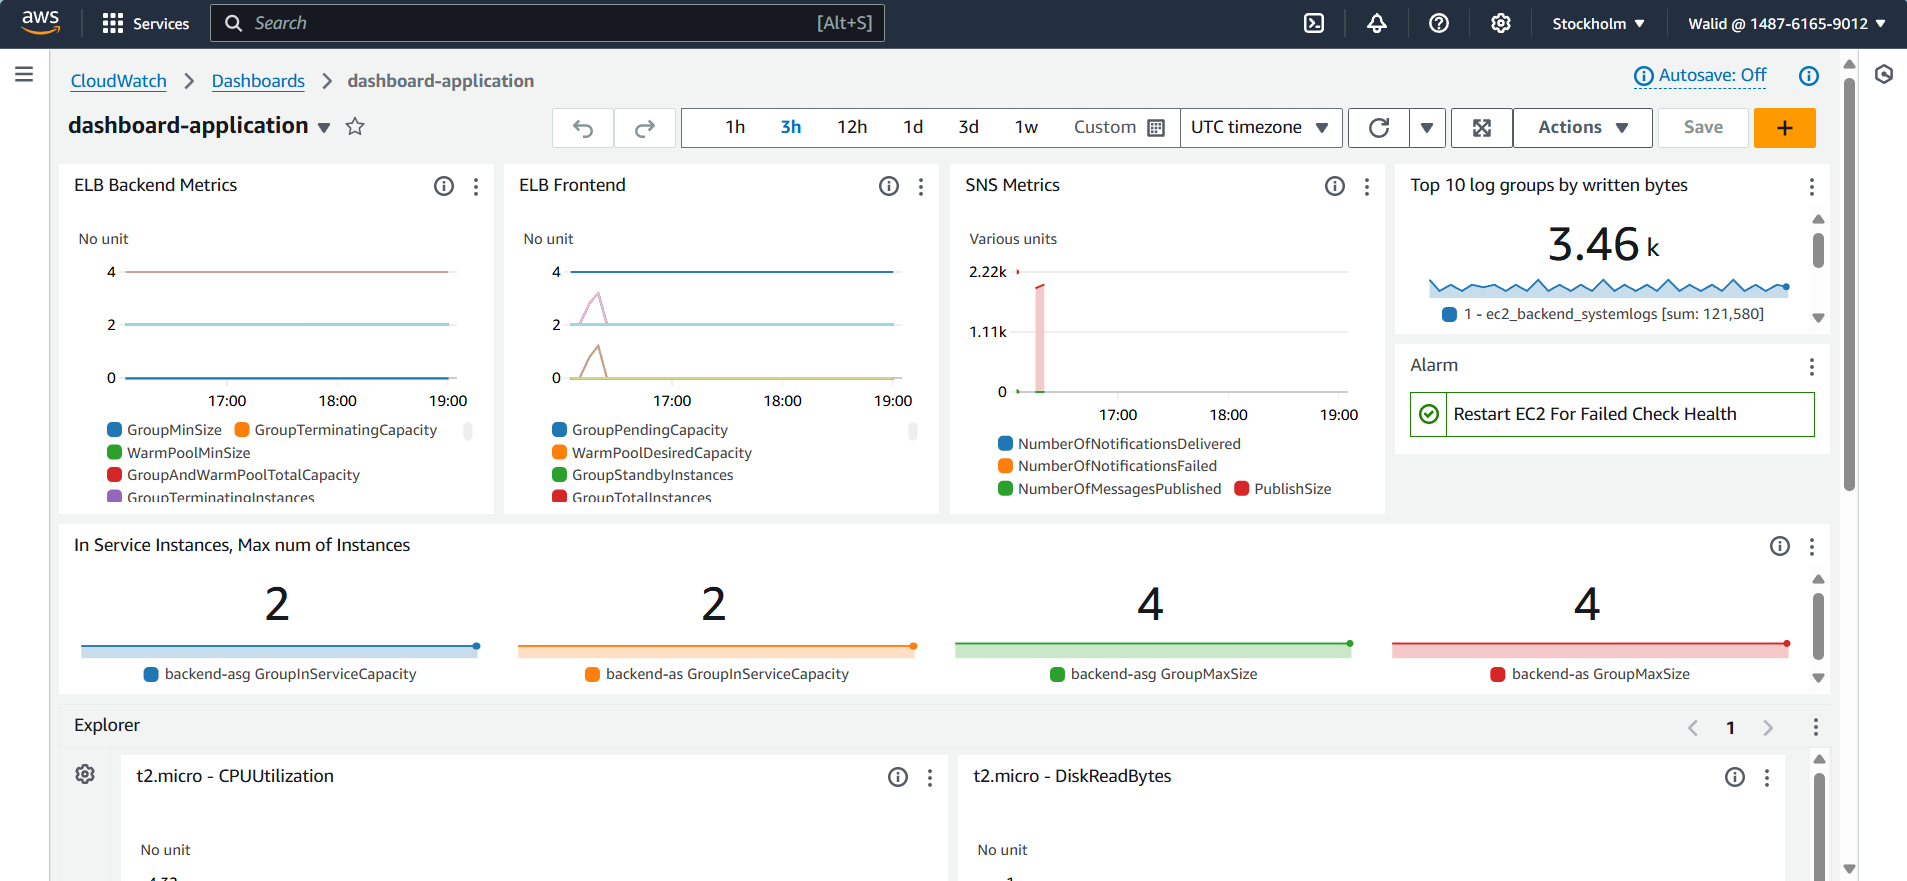 aws
Services
Search
[Alt+S]
Stockholm
Walid @ 1487-6165-9012
CloudWatch
Dashboards
dashboard-application
Autosave: Off
dashboard-application
1h
3h
12h
1d
3d
1w
Custom
UTC timezone
Actions
Save
+
ELB Backend Metrics
No unit
4
2
0
17:00
18:00
19:00
GroupMinSize
GroupTerminatingCapacity
WarmPoolMinSize
GroupAndWarmPoolTotalCapacity
GroupTerminatingInstances
ELB Frontend
No unit
4
2
0
17:00
18:00
19:00
GroupPendingCapacity
WarmPoolDesiredCapacity
GroupStandbyInstances
GroupTotalInstances
SNS Metrics
Various units
2.22k
1.11k
0
17:00
18:00
19:00
NumberOfNotificationsDelivered
NumberOfNotificationsFailed
NumberOfMessagesPublished
PublishSize
Top 10 log groups by written bytes
3.46 k
1 - ec2_backend_systemlogs [sum: 121,580]
Alarm
Restart EC2 For Failed Check Health
In Service Instances, Max num of Instances
2
backend-asg GroupInServiceCapacity
2
backend-as GroupInServiceCapacity
4
backend-asg GroupMaxSize
4
backend-as GroupMaxSize
Explorer
1
t2.micro - CPUUtilization
No unit
t2.micro - DiskReadBytes
No unit